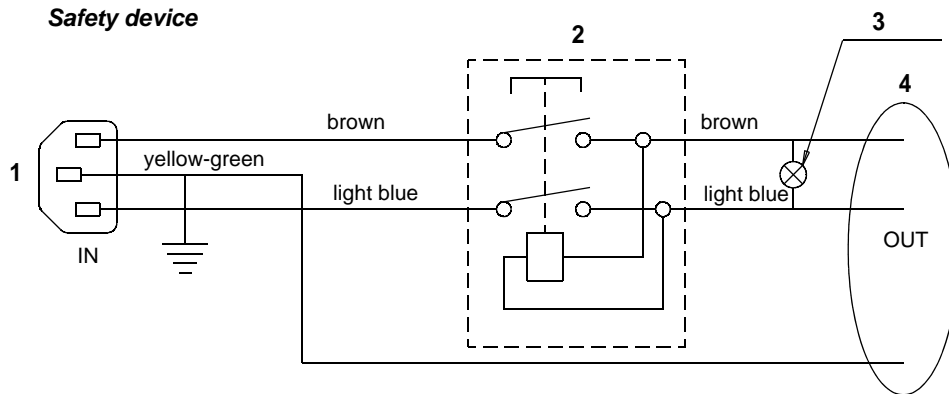 Safety device
2
3
4
brown
brown
yellow-green
1
light blue
light blue
IN
OUT